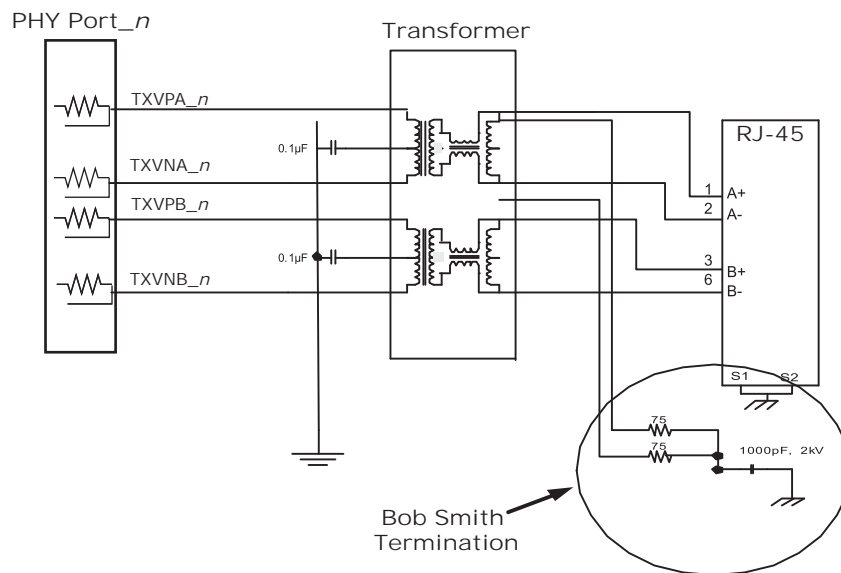 PHY Port_n
Transformer
TXVPA_n
0.1µF
TXVNA_n
TXVPB_n
0.1µF
TXVNB_n
RJ-45
1 A+
2 A-
3 B+
6 B-
S1 S2
75
75
1000pF, 2kV
Bob Smith
Termination